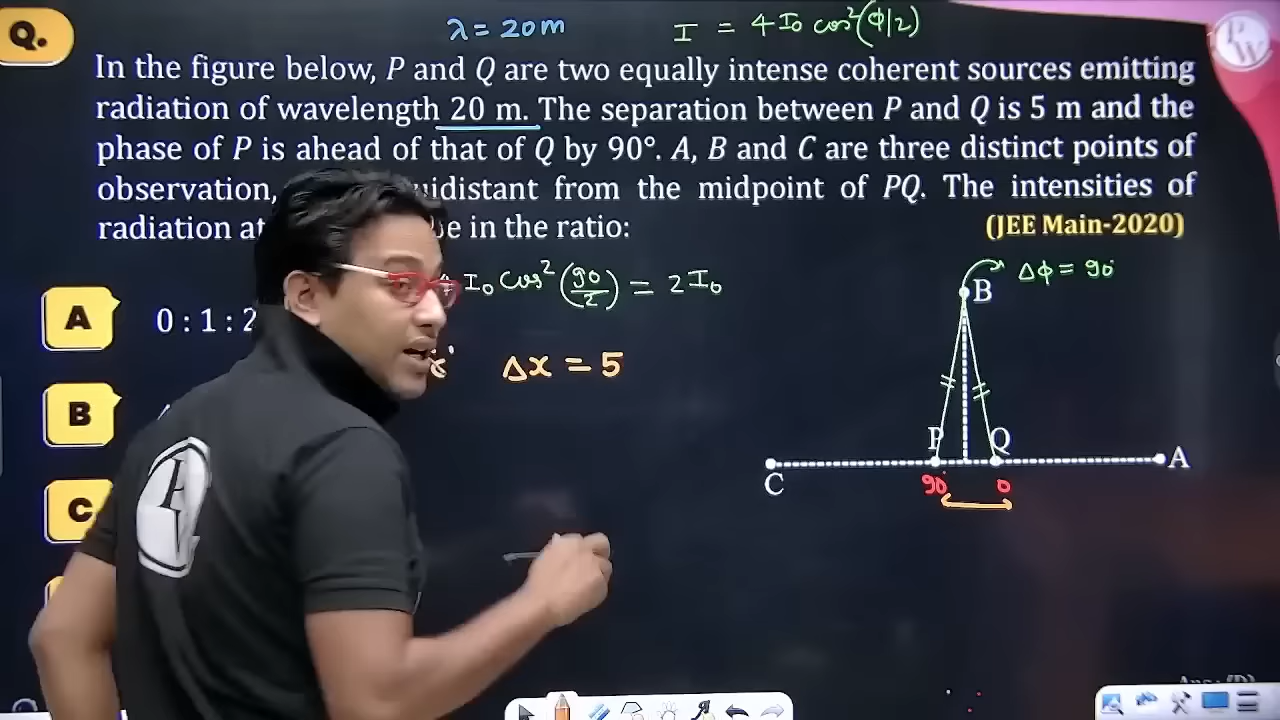 Q.
λ = 20m
I = 4I₀ cos²(ϕ/2)
PW
In the figure below, P and Q are two equally intense coherent sources emitting
radiation of wavelength 20 m. The separation between P and Q is 5 m and the
phase of P is ahead of that of Q by 90°. A, B and C are three distinct points of
observation, uidistant from the midpoint of PQ. The intensities of
radiation at e in the ratio:
(JEE Main-2020)
I₀ cos²(90/2) = 2I₀
B
Δϕ = 90°
A
0 : 1 : 2
Δx = 5
B
P
Q
A
C
90°
0
C